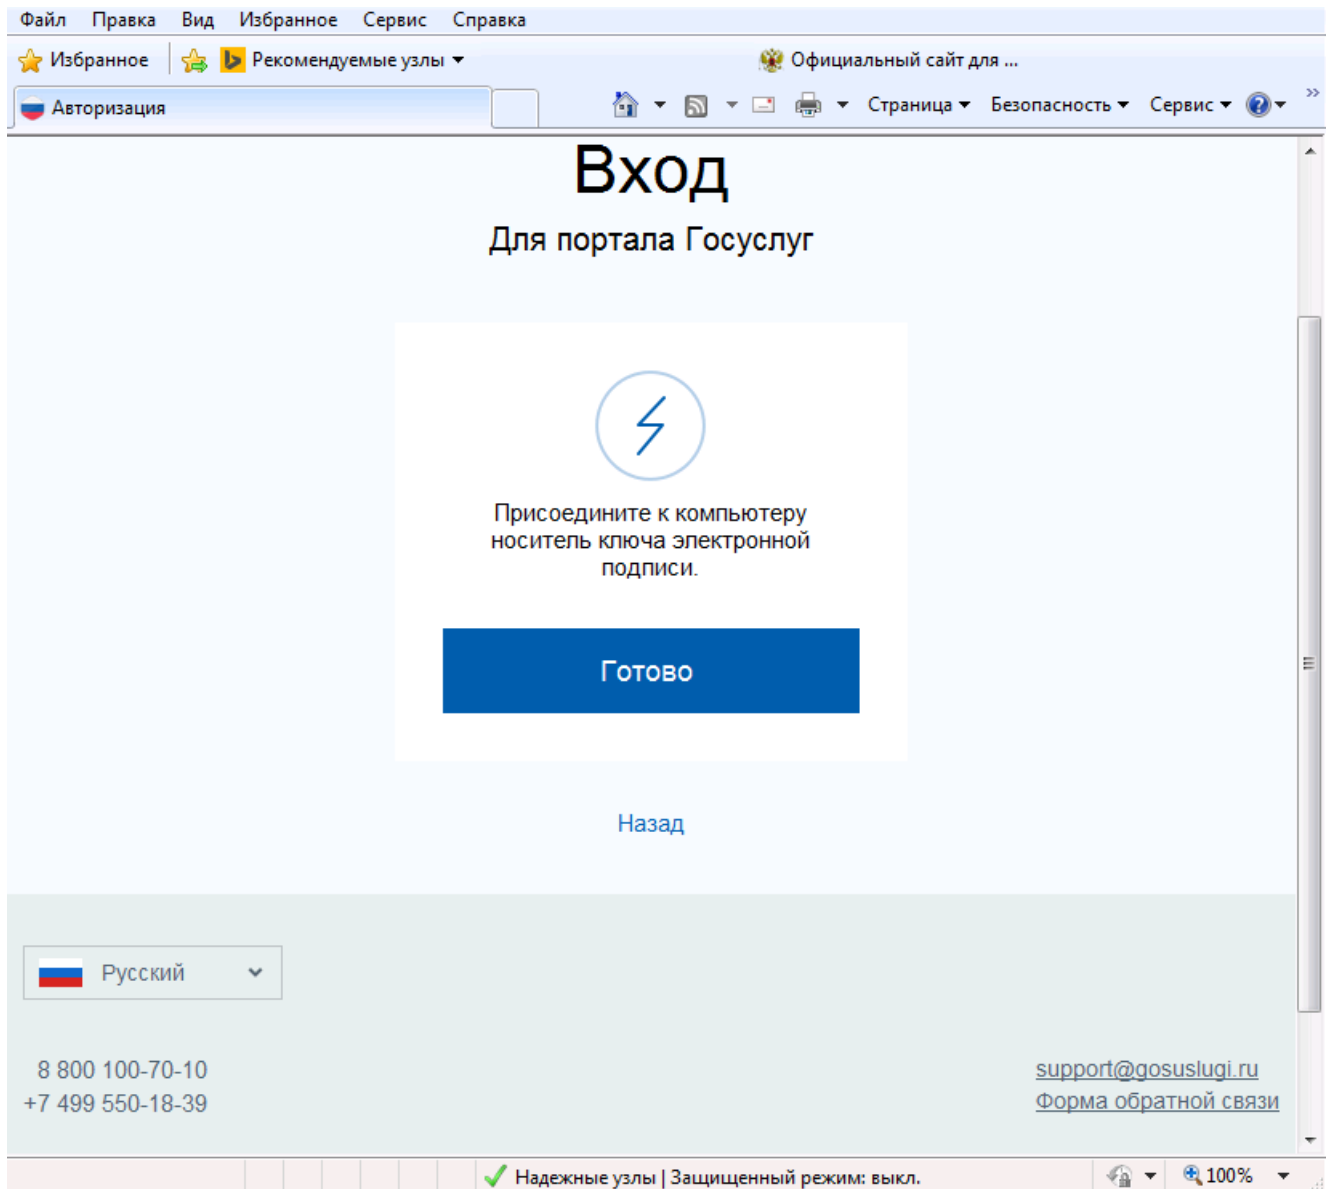 Файл Правка Вид Избранное Сервис Справка
Избранное Рекомендуемые узлы Официальный сайт для ...
Авторизация Страница Безопасность Сервис
Вход
Для портала Госуслуг
Присоедините к компьютеру
носитель ключа электронной
подписи.
Готово
Назад
Русский
8 800 100-70-10
+7 499 550-18-39
support@gosuslugi.ru
Форма обратной связи
Надежные узлы | Защищенный режим: выкл. 100%